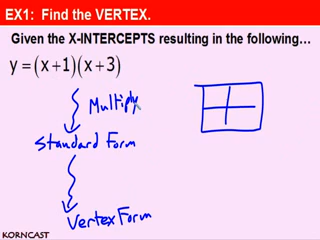 EX1: Find the VERTEX.
Given the X-INTERCEPTS resulting in the following...
y=(x+1)(x+3)
Multiply
Standard Form
Vertex Form
KORNCAST